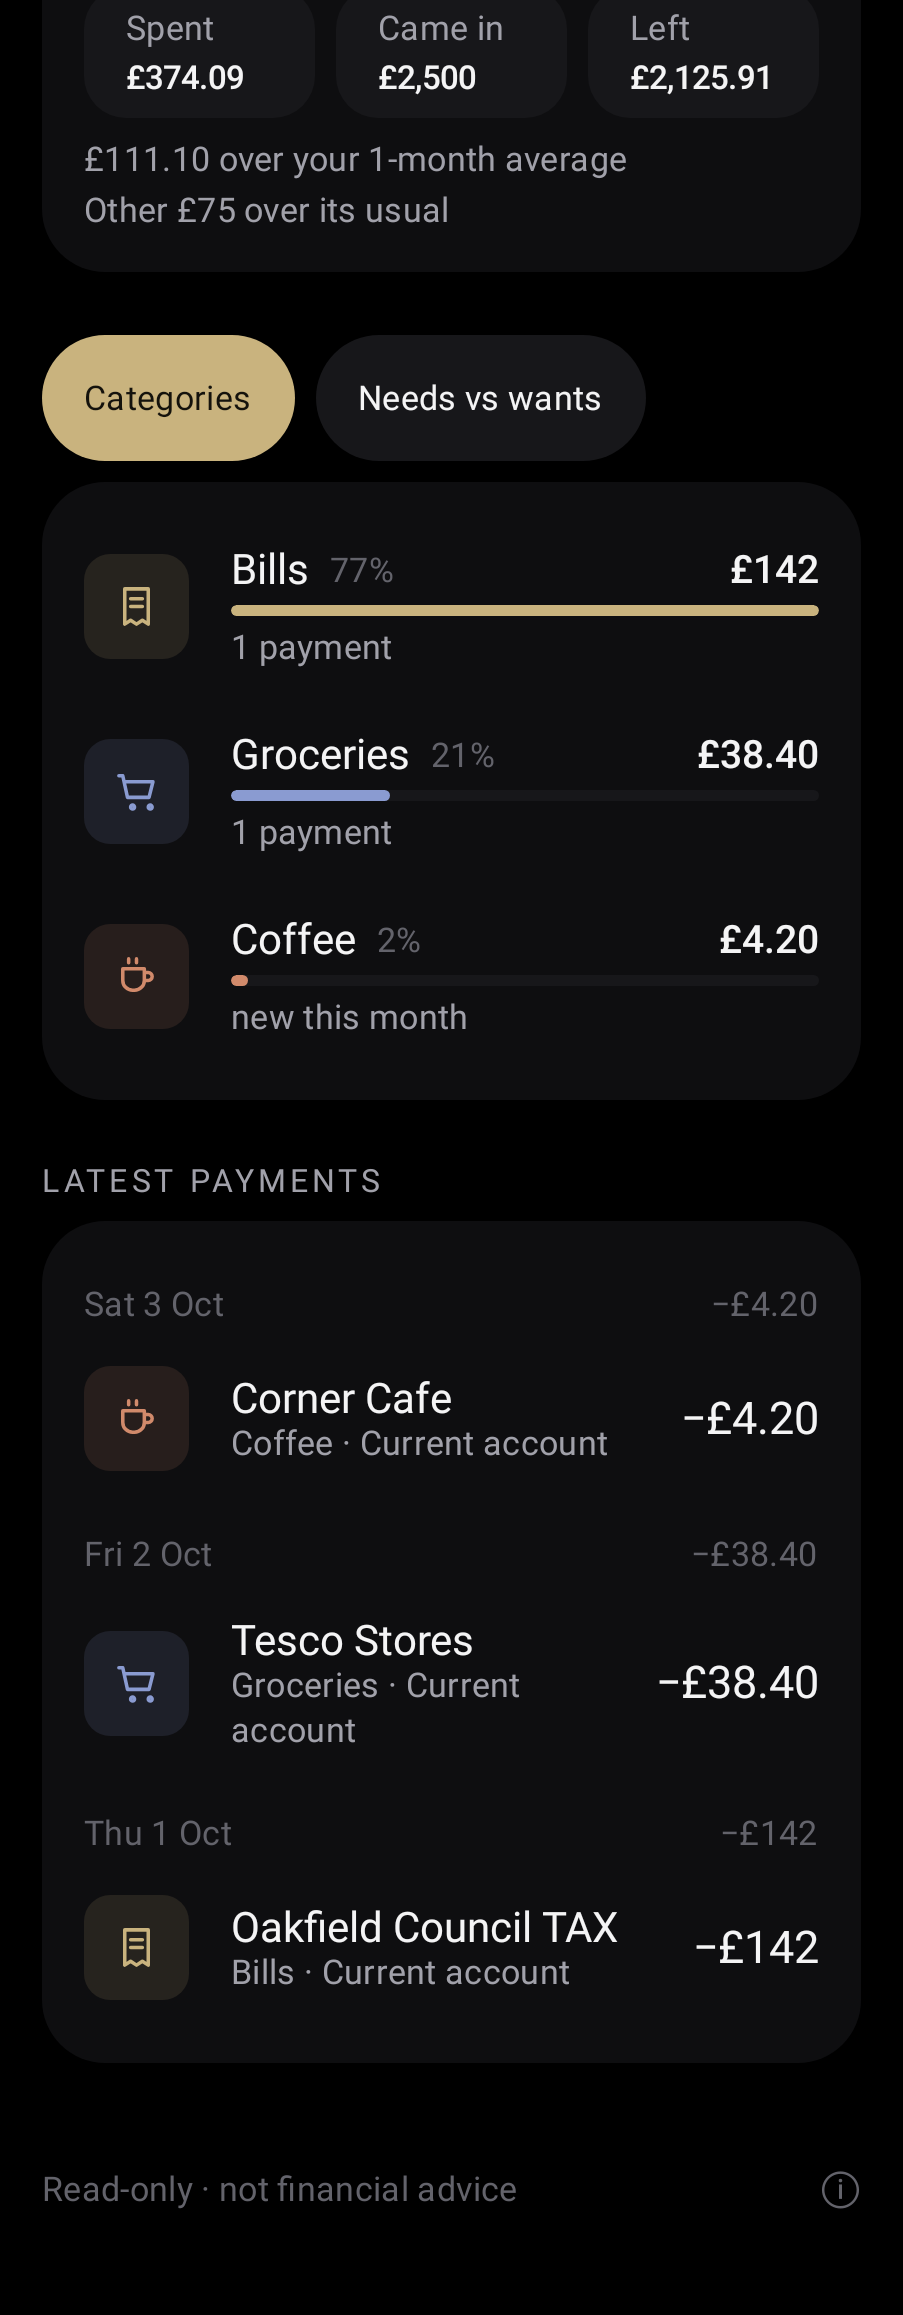 Spent
£374.09
Came in
£2,500
Left
£2,125.91
£111.10 over your 1-month average
Other £75 over its usual
Categories
Needs vs wants
Bills 77% £142
1 payment
Groceries 21% £38.40
1 payment
Coffee 2% £4.20
new this month
LATEST PAYMENTS
Sat 3 Oct −£4.20
Corner Cafe
Coffee · Current account
−£4.20
Fri 2 Oct −£38.40
Tesco Stores
Groceries · Current
account
−£38.40
Thu 1 Oct −£142
Oakfield Council TAX
Bills · Current account
−£142
Read-only · not financial advice